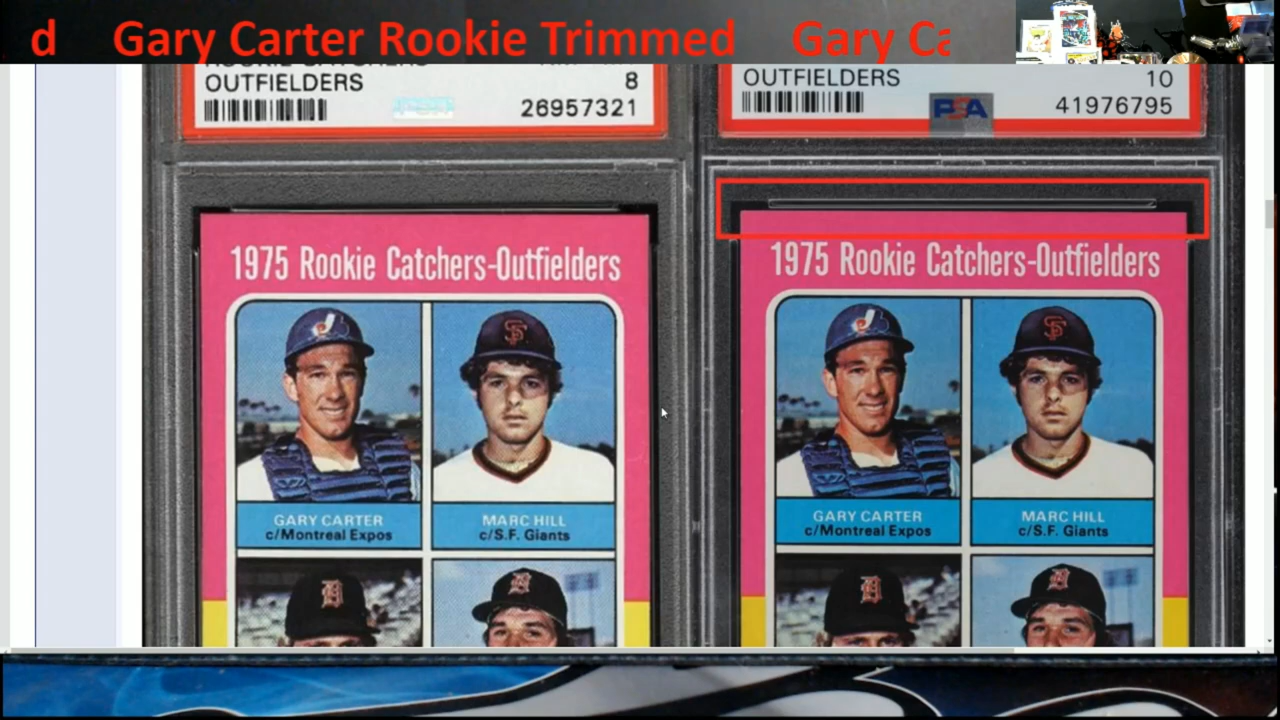 d Gary Carter Rookie Trimmed Gary Ca
OUTFIELDERS
8
26957321
OUTFIELDERS
10
PSA
41976795
1975 Rookie Catchers-Outfielders
GARY CARTER
c/Montreal Expos
MARC HILL
c/S.F. Giants
1975 Rookie Catchers-Outfielders
GARY CARTER
c/Montreal Expos
MARC HILL
c/S.F. Giants